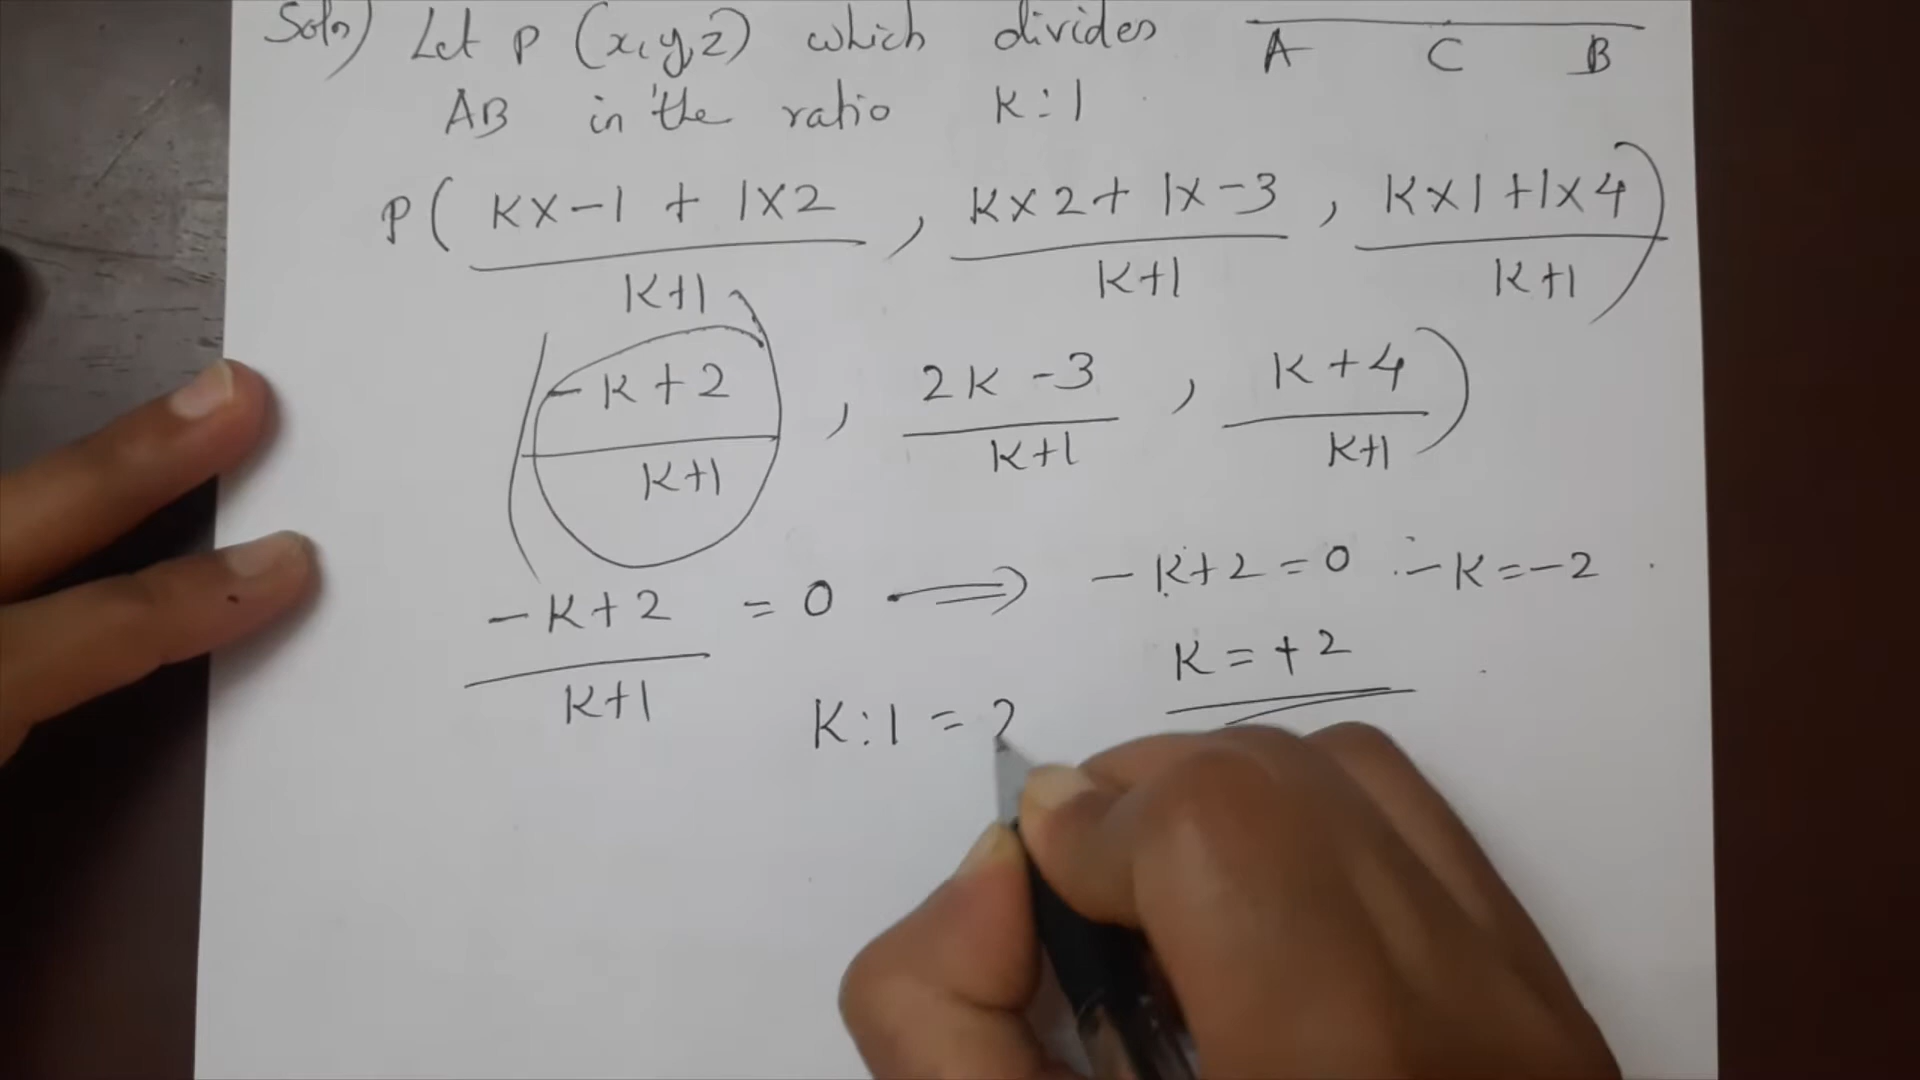 Soln) Let P (x, y, z) which divides
A C B
AB in the ratio K : 1
P ( K x -1 + 1 x 2 / K+1 , K x 2 + 1 x -3 / K+1 , K x 1 + 1 x 4 / K+1 )
( -K + 2 / K+1 , 2K - 3 / K+1 , K + 4 / K+1 )
-K + 2 / K+1 = 0 ⟹ -K + 2 = 0 ∴ -K = -2
K = +2
K : 1 = 2